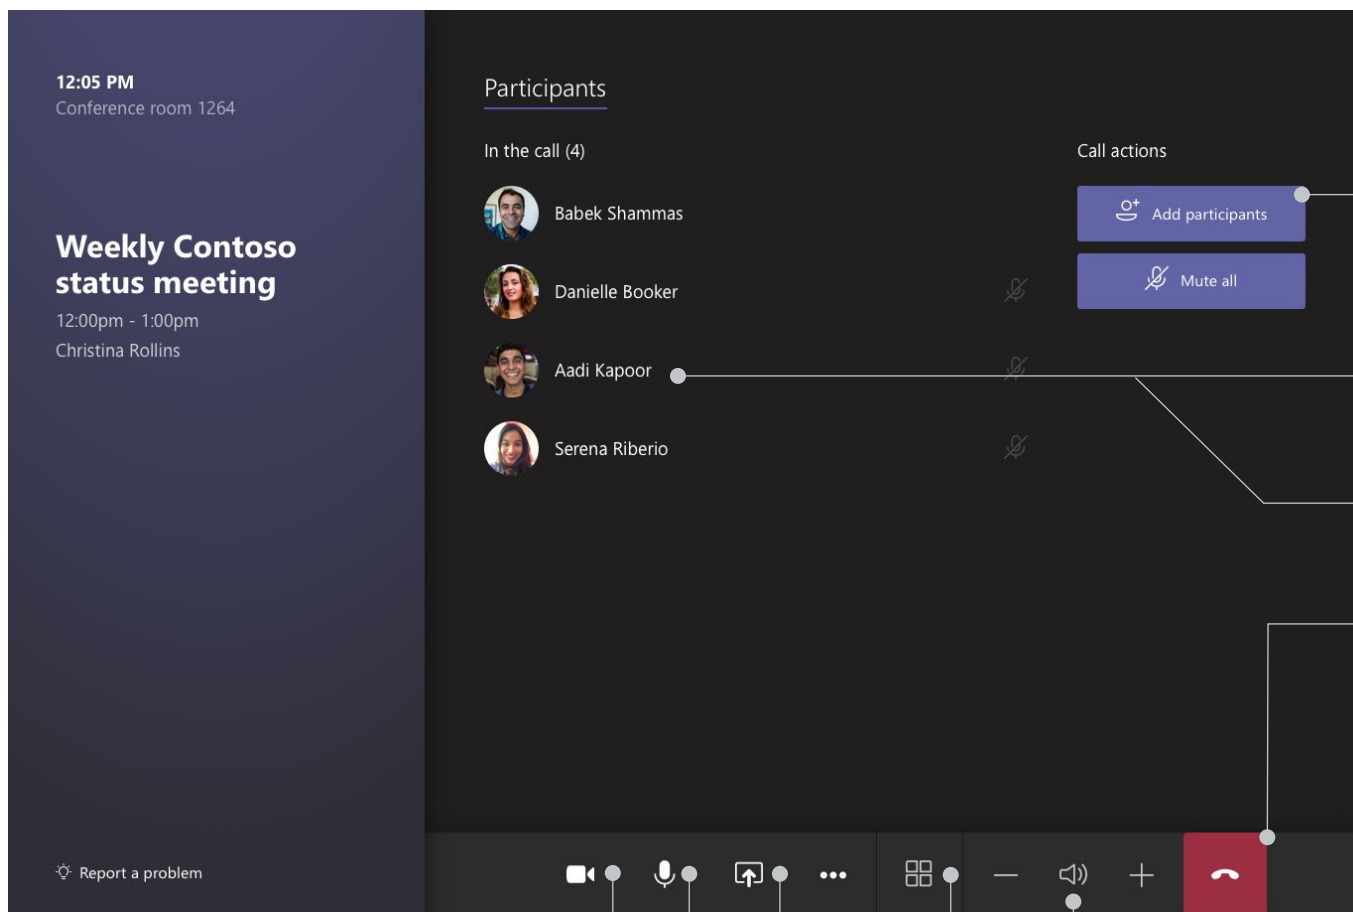 12:05 PM
Conference room 1264
Weekly Contoso
status meeting
12:00pm - 1:00pm
Christina Rollins
Report a problem
Participants
In the call (4)
Babek Shammas
Danielle Booker
Aadi Kapoor
Serena Riberio
Call actions
Add participants
Mute all